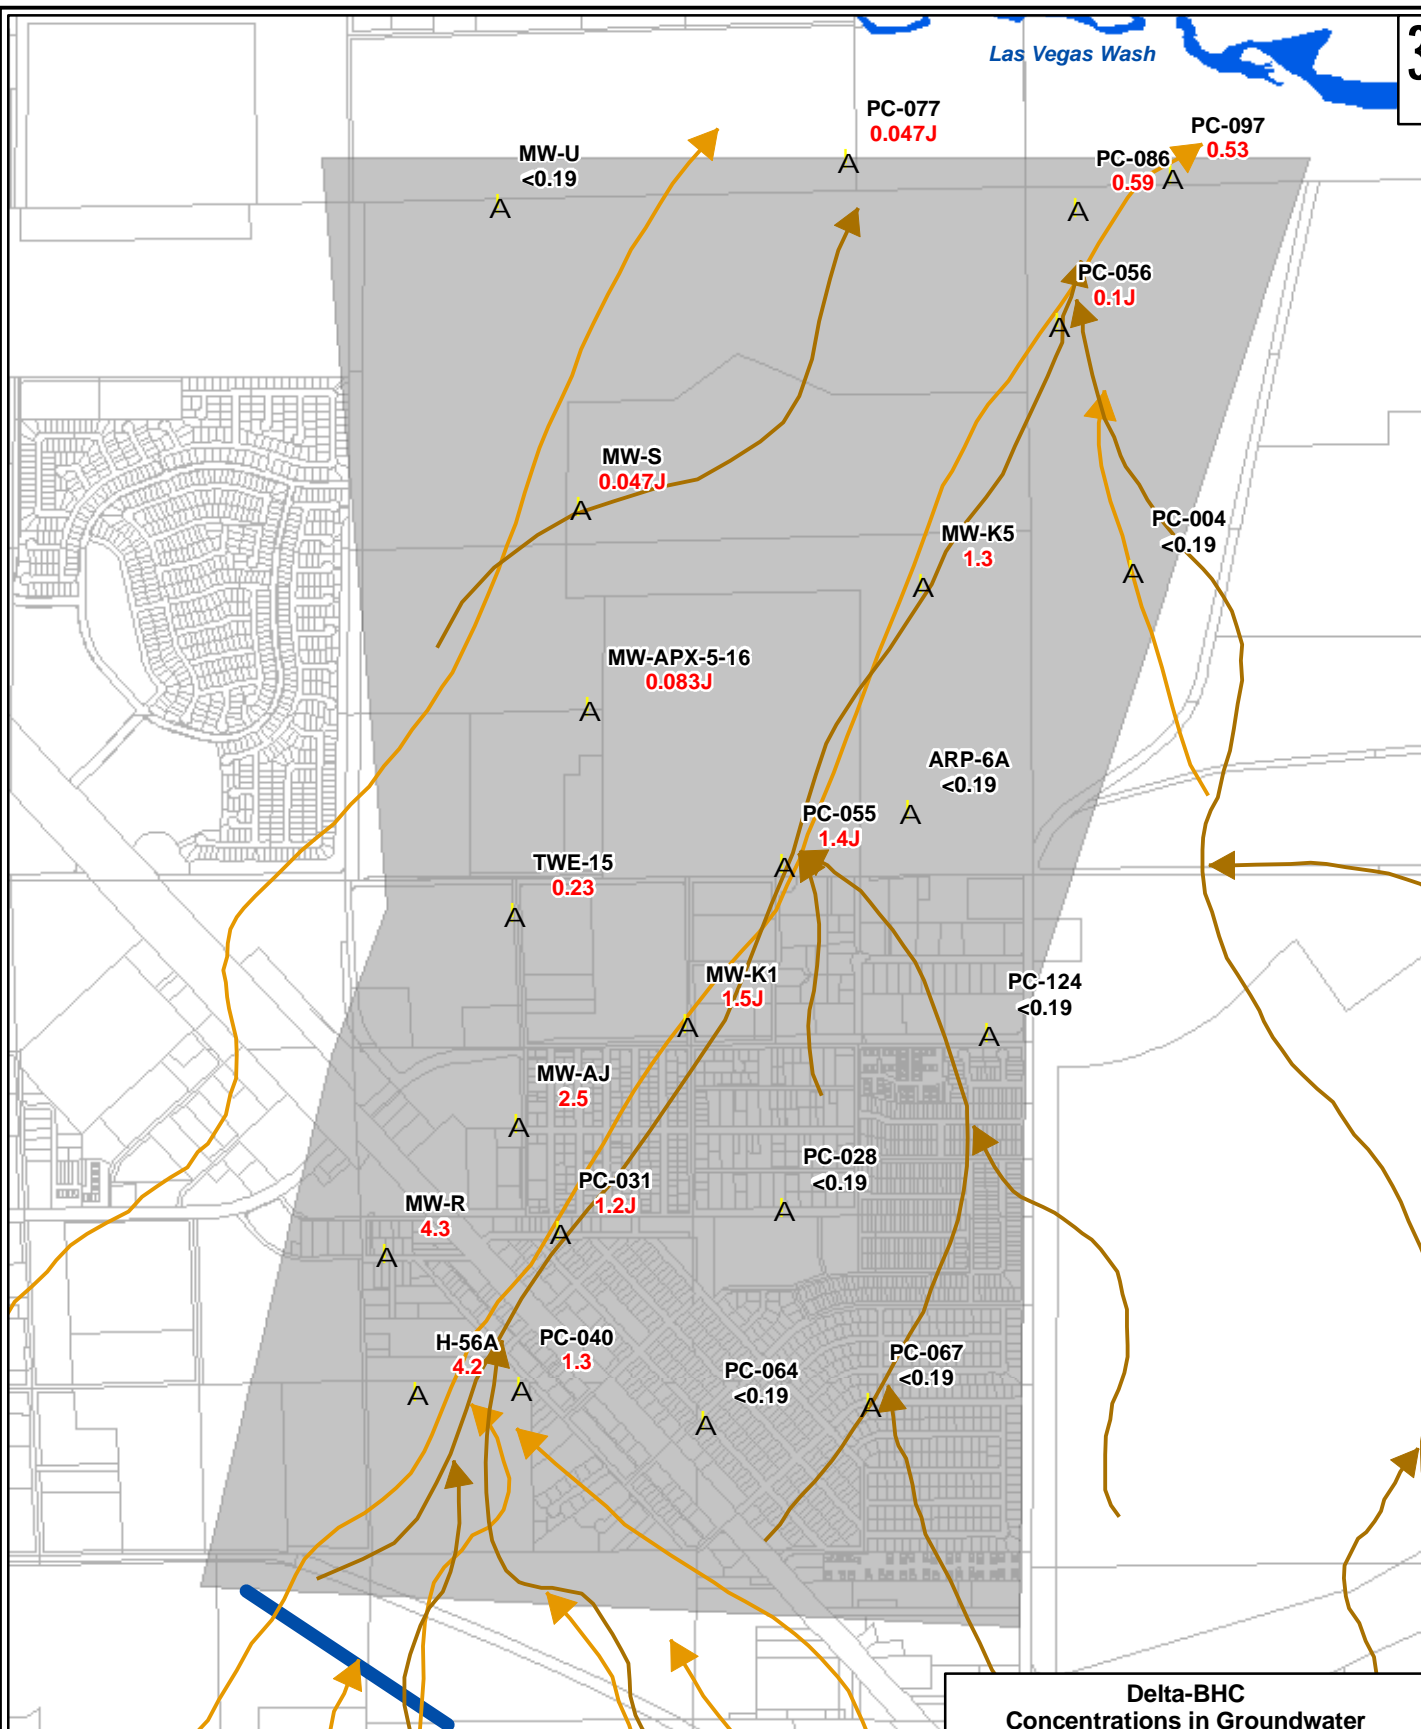 3
Las Vegas Wash
PC-077
0.047J
PC-097
0.53
MW-U
<0.19
PC-086
0.59
A
A
A
A
PC-056
0.1J
A
MW-S
0.047J
A
PC-004
<0.19
MW-K5
1.3
A
A
MW-APX-5-16
0.083J
A
ARP-6A
<0.19
PC-055
1.4J
A
TWE-15
0.23
A
A
MW-K1
1.5J
PC-124
<0.19
A
A
MW-AJ
2.5
A
PC-028
<0.19
PC-031
1.2J
MW-R
4.3
A
A
A
H-56A
4.2
PC-040
1.3
PC-064
<0.19
PC-067
<0.19
A
A
A
A
Delta-BHC
Concentrations in Groundwater